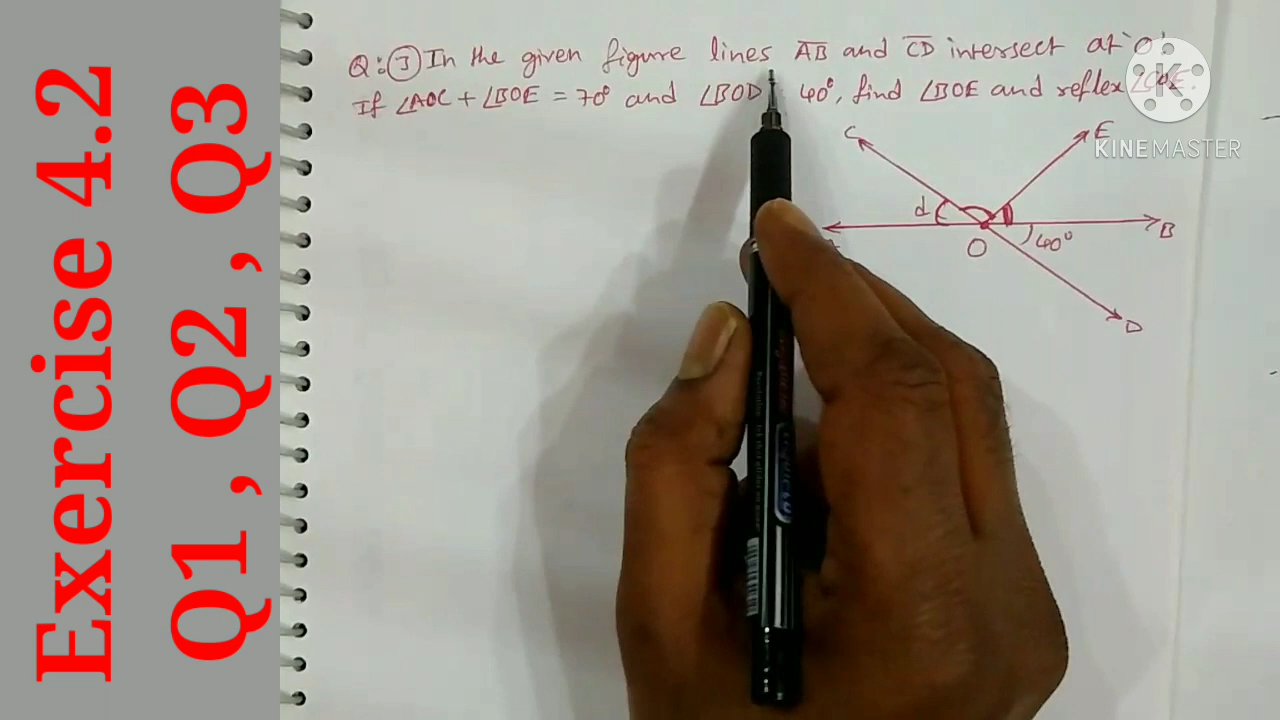 Exercise 4.2
Q1 , Q2 , Q3
Q:③ In the given figure lines AB and CD intersect at 'O'
If ∠AOC + ∠BOE = 70° and ∠BOD 40°, find ∠BOE and reflex
K
KINEMASTER
C
E
d
40°
B
O
D